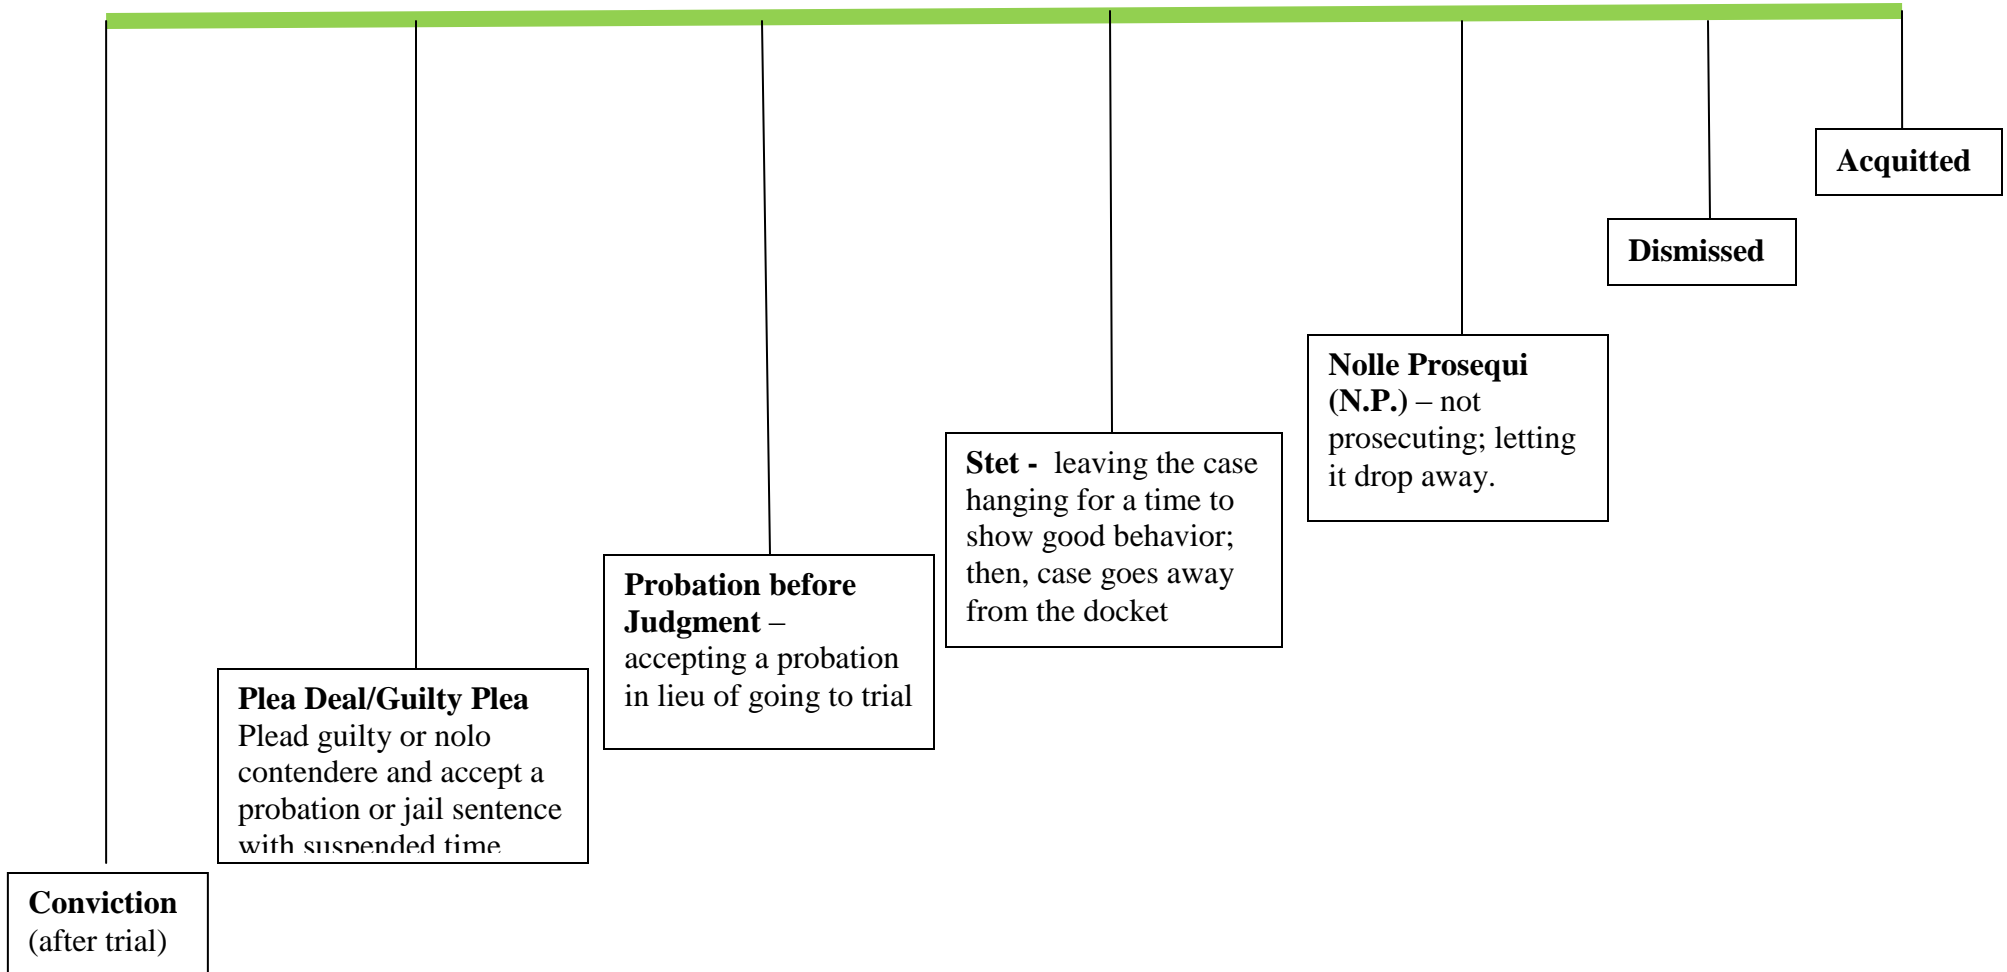 Acquitted
Dismissed
Nolle Prosequi
(N.P.) – not
prosecuting; letting
it drop away.
Stet -  leaving the case
hanging for a time to
show good behavior;
then, case goes away
from the docket
Probation before
Judgment –
accepting a probation
in lieu of going to trial
Plea Deal/Guilty Plea
Plead guilty or nolo
contendere and accept a
probation or jail sentence
with suspended time
Conviction
(after trial)